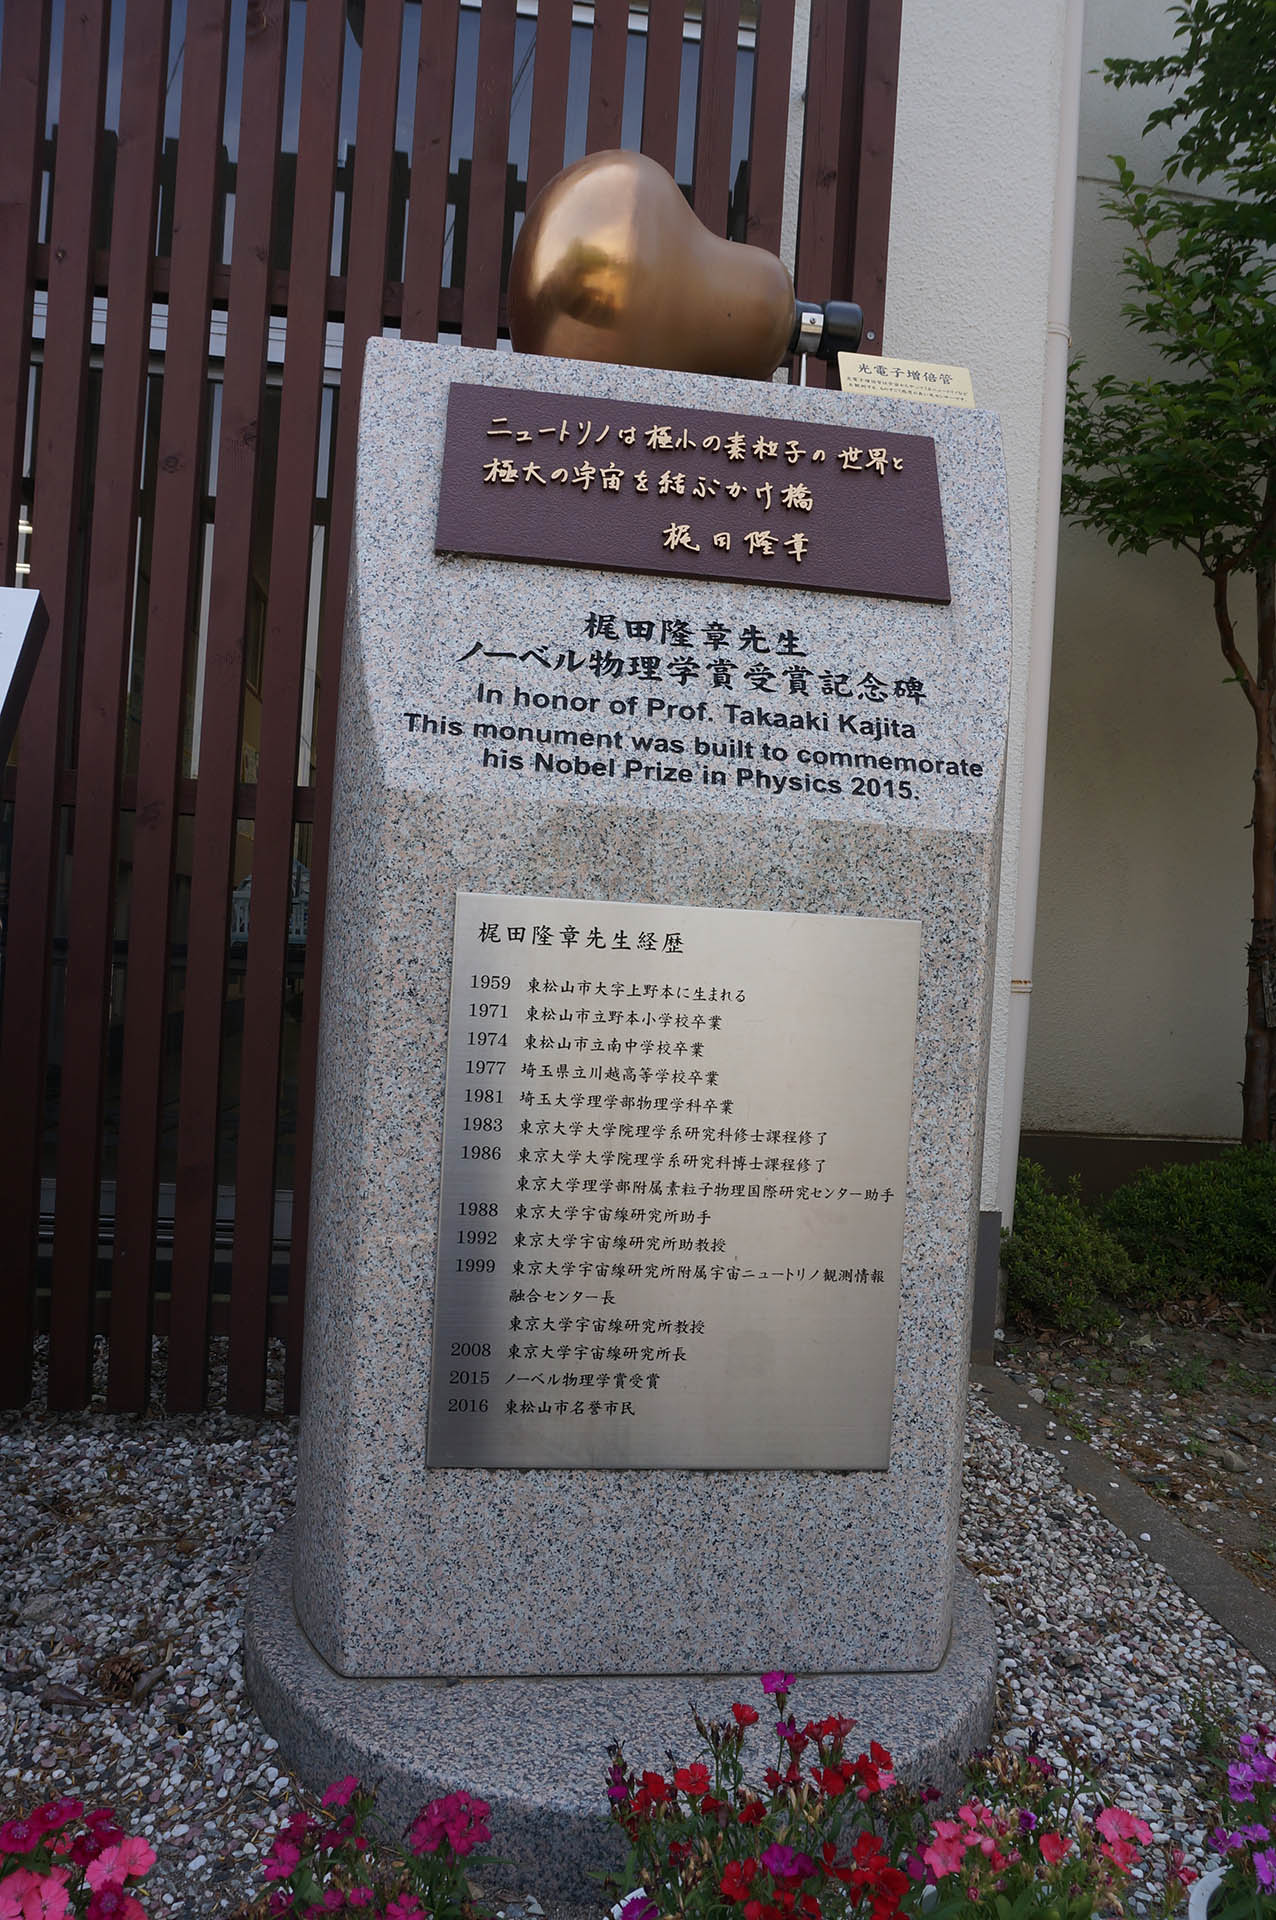 光電子増倍管
ニュートリノは極小の素粒子の世界と
極大の宇宙を結ぶかけ橋
梶田隆章
梶田隆章先生
ノーベル物理学賞受賞記念碑
In honor of Prof. Takaaki Kajita
This monument was built to commemorate
his Nobel Prize in Physics 2015.
梶田隆章先生経歴
1959 東松山市大字上野本に生まれる
1971 東松山市立野本小学校卒業
1974 東松山市立南中学校卒業
1977 埼玉県立川越高等学校卒業
1981 埼玉大学理学部物理学科卒業
1983 東京大学大学院理学系研究科修士課程修了
1986 東京大学大学院理学系研究科博士課程修了
東京大学理学部附属素粒子物理国際研究センター助手
1988 東京大学宇宙線研究所助手
1992 東京大学宇宙線研究所助教授
1999 東京大学宇宙線研究所附属宇宙ニュートリノ観測情報
融合センター長
東京大学宇宙線研究所教授
2008 東京大学宇宙線研究所長
2015 ノーベル物理学賞受賞
2016 東松山市名誉市民